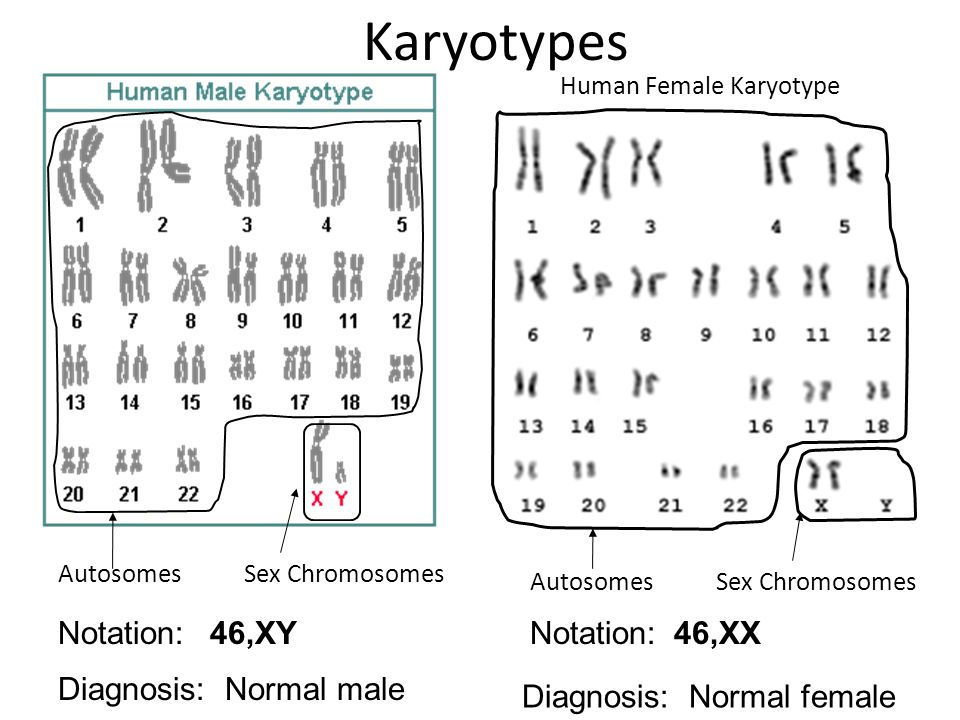 Karyotypes
Human Male Karyotype
1 2 3 4 5
6 7 8 9 10 11 12
13 14 15 16 17 18 19
20 21 22 X Y
Autosomes Sex Chromosomes
Notation: 46,XY
Diagnosis: Normal male
Human Female Karyotype
1 2 3 4 5
6 7 8 9 10 11 12
13 14 15 16 17 18
19 20 21 22 X Y
Autosomes Sex Chromosomes
Notation: 46,XX
Diagnosis: Normal female